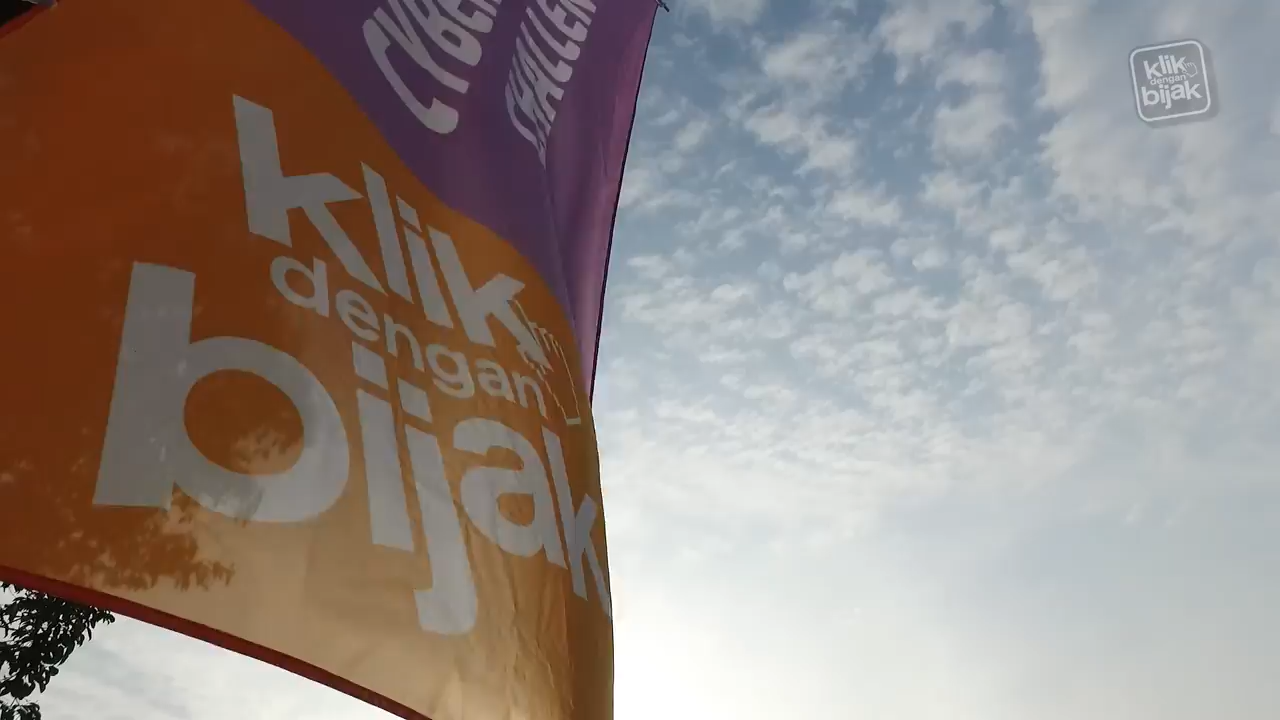 CYBER
CHALLEN
klik
dengan
bijak
klik
dengan
bijak